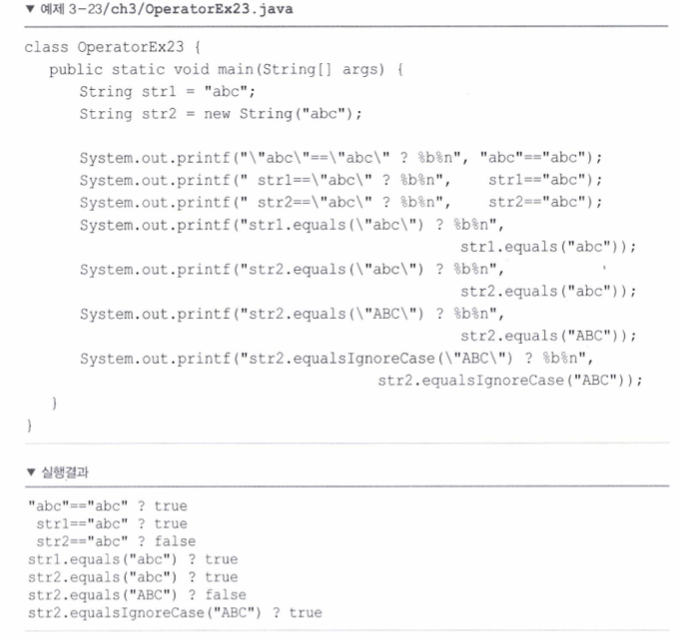 ▼ 예제 3-23/ch3/OperatorEx23.java
class OperatorEx23 {
public static void main(String[] args) {
String str1 = "abc";
String str2 = new String("abc");
System.out.printf("\"abc\"==\"abc\" ? %b%n", "abc"=="abc");
System.out.printf(" str1==\"abc\" ? %b%n",    str1=="abc");
System.out.printf(" str2==\"abc\" ? %b%n",    str2=="abc");
System.out.printf("str1.equals(\"abc\") ? %b%n",
str1.equals("abc"));
System.out.printf("str2.equals(\"abc\") ? %b%n",
str2.equals("abc"));
System.out.printf("str2.equals(\"ABC\") ? %b%n",
str2.equals("ABC"));
System.out.printf("str2.equalsIgnoreCase(\"ABC\") ? %b%n",
str2.equalsIgnoreCase("ABC"));
}
}
▼ 실행결과
"abc"=="abc" ? true
str1=="abc" ? true
str2=="abc" ? false
str1.equals("abc") ? true
str2.equals("abc") ? true
str2.equals("ABC") ? false
str2.equalsIgnoreCase("ABC") ? true